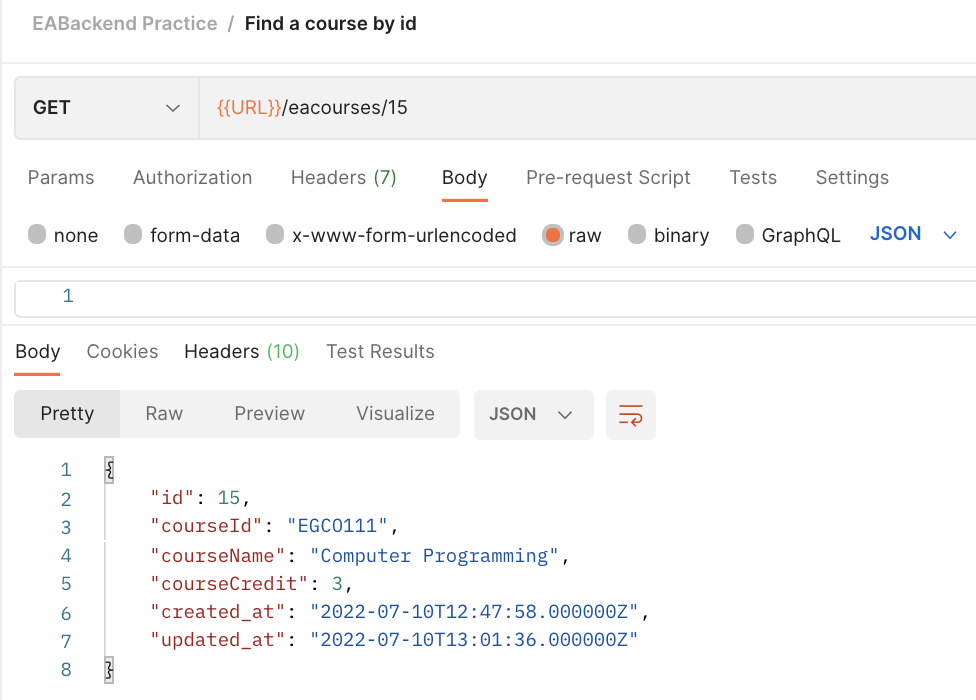 EABackend Practice / Find a course by id
GET {{URL}}/eacourses/15
Params Authorization Headers (7) Body Pre-request Script Tests Settings
none form-data x-www-form-urlencoded raw binary GraphQL JSON
1
Body Cookies Headers (10) Test Results
Pretty Raw Preview Visualize JSON
1 {
2 "id": 15,
3 "courseId": "EGCO111",
4 "courseName": "Computer Programming",
5 "courseCredit": 3,
6 "created_at": "2022-07-10T12:47:58.000000Z",
7 "updated_at": "2022-07-10T13:01:36.000000Z"
8 }